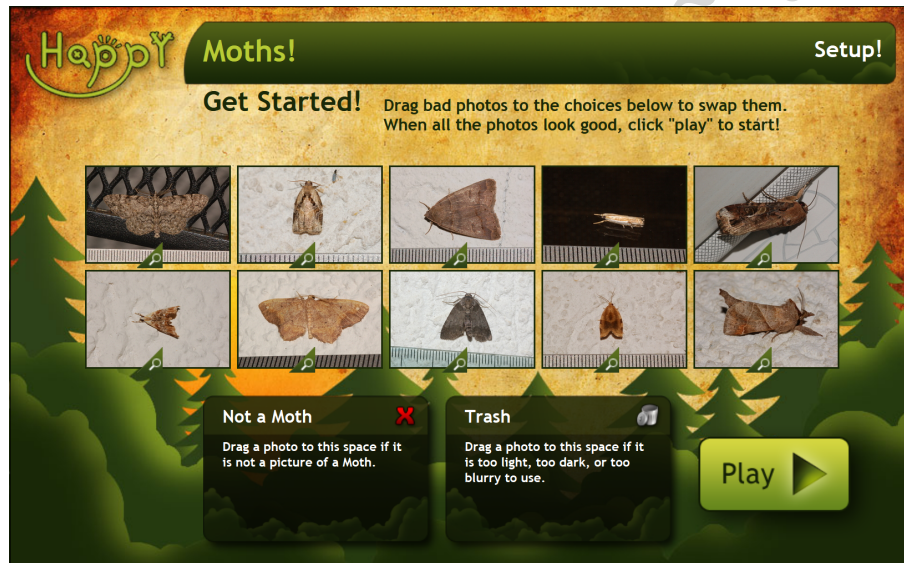 Happy
Moths!
Setup!
Get Started!
Drag bad photos to the choices below to swap them.
When all the photos look good, click "play" to start!
Not a Moth
Drag a photo to this space if it
is not a picture of a Moth.
Trash
Drag a photo to this space if it
is too light, too dark, or too
blurry to use.
Play